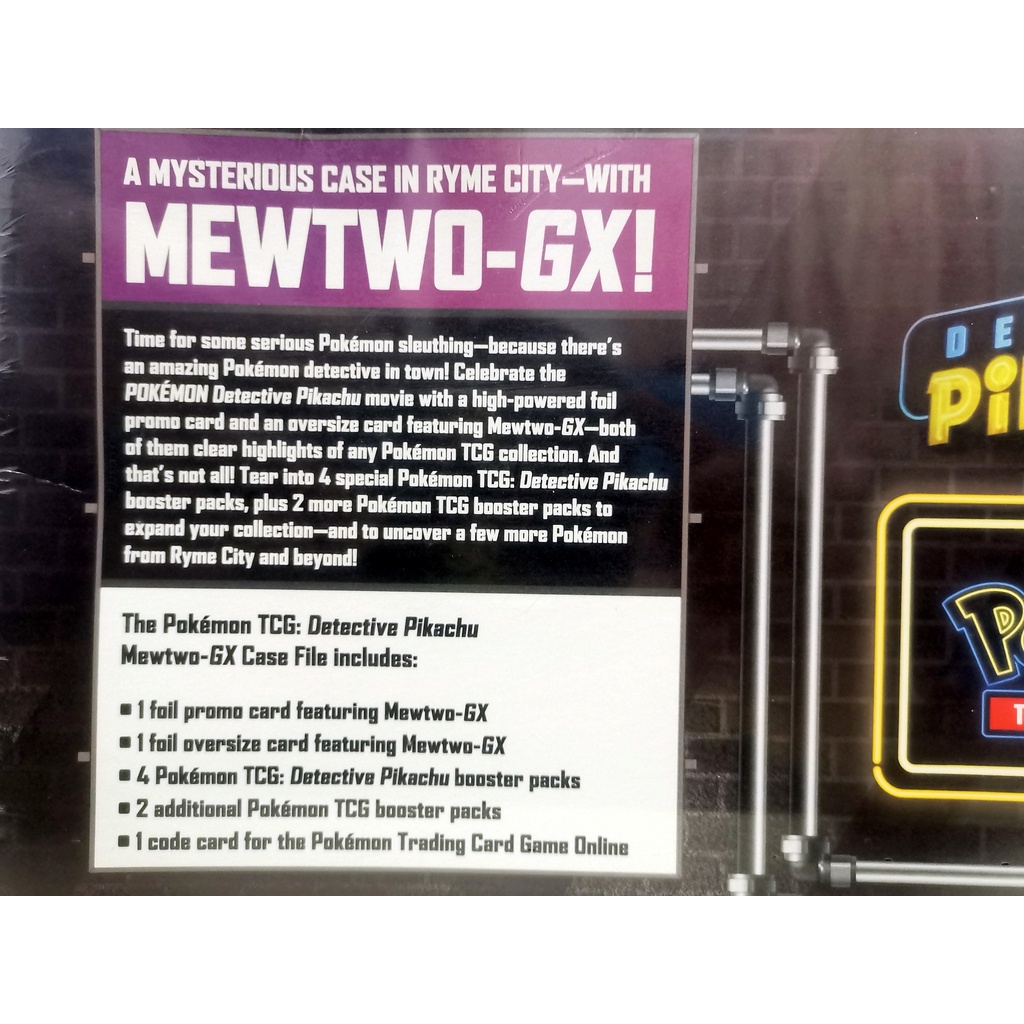 A MYSTERIOUS CASE IN RYME CITY—WITH
MEWTWO-GX!
Time for some serious Pokémon sleuthing—because there's
an amazing Pokémon detective in town! Celebrate the
POKÉMON Detective Pikachu movie with a high-powered foil
promo card and an oversize card featuring Mewtwo-GX—both
of them clear highlights of any Pokémon TCG collection. And
that's not all! Tear into 4 special Pokémon TCG: Detective Pikachu
booster packs, plus 2 more Pokémon TCG booster packs to
expand your collection—and to uncover a few more Pokémon
from Ryme City and beyond!
The Pokémon TCG: Detective Pikachu
Mewtwo-GX Case File includes:
▪ 1 foil promo card featuring Mewtwo-GX
▪ 1 foil oversize card featuring Mewtwo-GX
▪ 4 Pokémon TCG: Detective Pikachu booster packs
▪ 2 additional Pokémon TCG booster packs
▪ 1 code card for the Pokémon Trading Card Game Online
DE
Pi